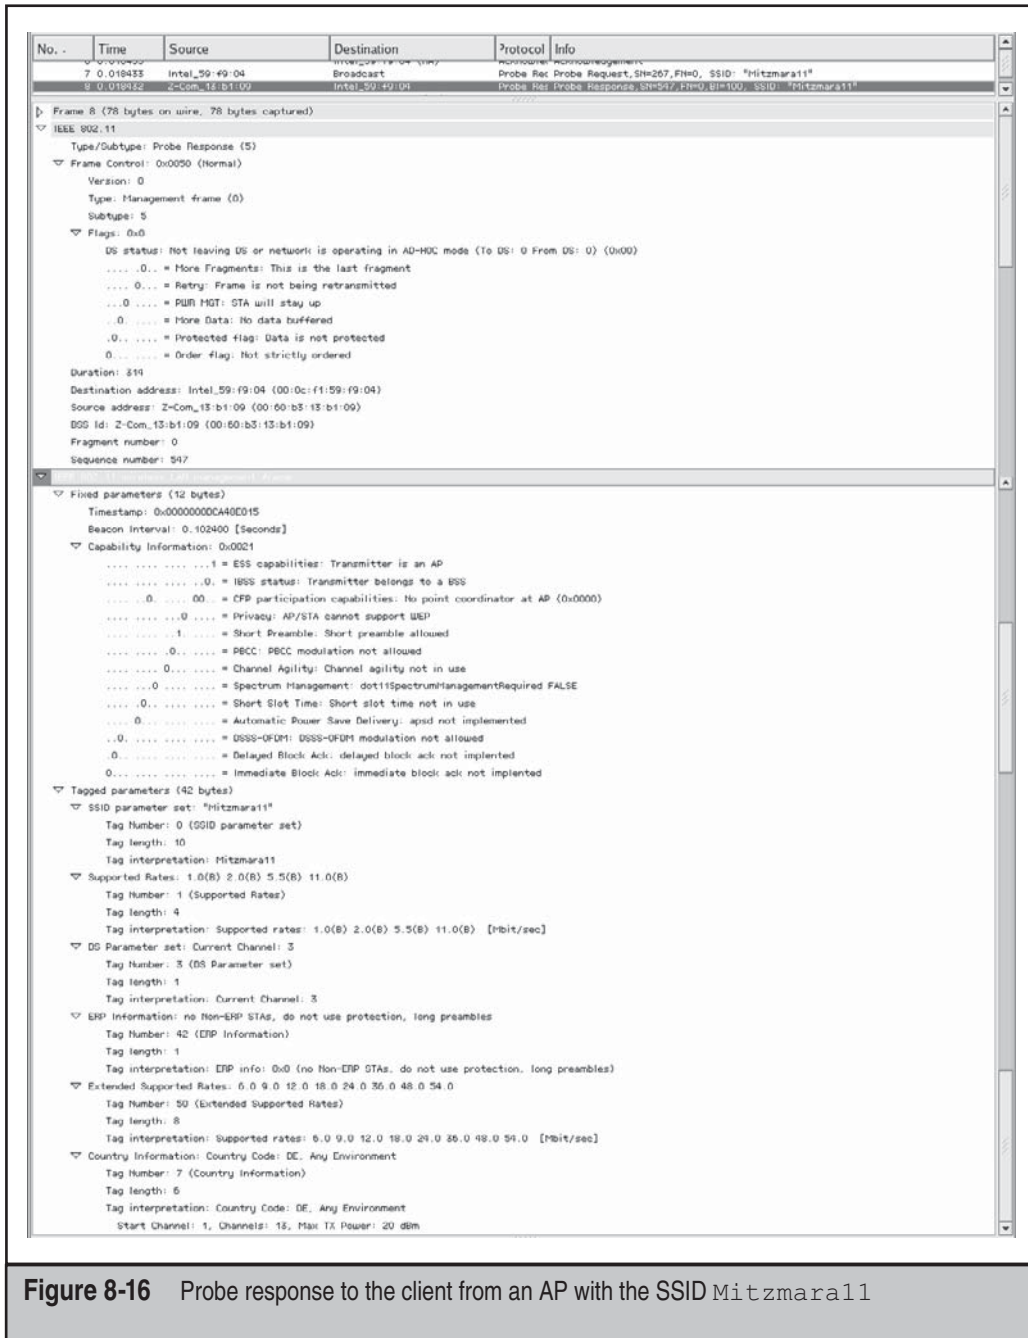 No. .
Time
Source
Destination
Protocol
Info
7 0.018433 Intel_59:f9:04 Broadcast Probe Rec Probe Request,SN=267,FN=0, SSID: "Mitzmara11"
8 0.018432 Z-Com_13:b1:09 Intel_59:f9:04 Probe Res Probe Response,SN=547,FN=0,BI=100, SSID: "Mitzmara11"
Frame 8 (78 bytes on wire, 78 bytes captured)
IEEE 802.11
Type/Subtype: Probe Response (5)
Frame Control: 0x0050 (Normal)
Version: 0
Type: Management frame (0)
Subtype: 5
Flags: 0x0
DS status: Not leaving DS or network is operating in AD-HOC mode (To DS: 0 From DS: 0) (0x00)
.... .0.. = More Fragments: This is the last fragment
.... 0... = Retry: Frame is not being retransmitted
...0 .... = PWR MGT: STA will stay up
..0. .... = More Data: No data buffered
.0.. .... = Protected flag: Data is not protected
0... .... = Order flag: Not strictly ordered
Duration: 314
Destination address: Intel_59:f9:04 (00:0c:f1:59:f9:04)
Source address: Z-Com_13:b1:09 (00:60:b3:13:b1:09)
BSS Id: Z-Com_13:b1:09 (00:60:b3:13:b1:09)
Fragment number: 0
Sequence number: 547
IEEE 802.11 wireless LAN management frame
Fixed parameters (12 bytes)
Timestamp: 0x0000000DCA40E015
Beacon Interval: 0.102400 [Seconds]
Capability Information: 0x0021
.... .... .... ...1 = ESS capabilities: Transmitter is an AP
.... .... .... ..0. = IBSS status: Transmitter belongs to a BSS
.... ..0. .... 00.. = CFP participation capabilities: No point coordinator at AP (0x0000)
.... .... ...0 .... = Privacy: AP/STA cannot support WEP
.... .... ..1. .... = Short Preamble: Short preamble allowed
.... .... .0.. .... = PBCC: PBCC modulation not allowed
.... .... 0... .... = Channel Agility: Channel agility not in use
.... ...0 .... .... = Spectrum Management: dot11SpectrumManagementRequired FALSE
.... .0.. .... .... = Short Slot Time: Short slot time not in use
.... 0... .... .... = Automatic Power Save Delivery: apsd not implemented
..0. .... .... .... = DSSS-OFDM: DSSS-OFDM modulation not allowed
.0.. .... .... .... = Delayed Block Ack: delayed block ack not implented
0... .... .... .... = Immediate Block Ack: immediate block ack not implented
Tagged parameters (42 bytes)
SSID parameter set: "Mitzmara11"
Tag Number: 0 (SSID parameter set)
Tag length: 10
Tag interpretation: Mitzmara11
Supported Rates: 1.0(B) 2.0(B) 5.5(B) 11.0(B)
Tag Number: 1 (Supported Rates)
Tag length: 4
Tag interpretation: Supported rates: 1.0(B) 2.0(B) 5.5(B) 11.0(B) [Mbit/sec]
DS Parameter set: Current Channel: 3
Tag Number: 3 (DS Parameter set)
Tag length: 1
Tag interpretation: Current Channel: 3
ERP Information: no Non-ERP STAs, do not use protection, long preambles
Tag Number: 42 (ERP Information)
Tag length: 1
Tag interpretation: ERP info: 0x0 (no Non-ERP STAs, do not use protection, long preambles)
Extended Supported Rates: 6.0 9.0 12.0 18.0 24.0 36.0 48.0 54.0
Tag Number: 50 (Extended Supported Rates)
Tag length: 8
Tag interpretation: Supported rates: 6.0 9.0 12.0 18.0 24.0 36.0 48.0 54.0 [Mbit/sec]
Country Information: Country Code: DE, Any Environment
Tag Number: 7 (Country Information)
Tag length: 6
Tag interpretation: Country Code: DE, Any Environment
Start Channel: 1, Channels: 13, Max TX Power: 20 dBm
Figure 8-16 Probe response to the client from an AP with the SSID Mitzmara11